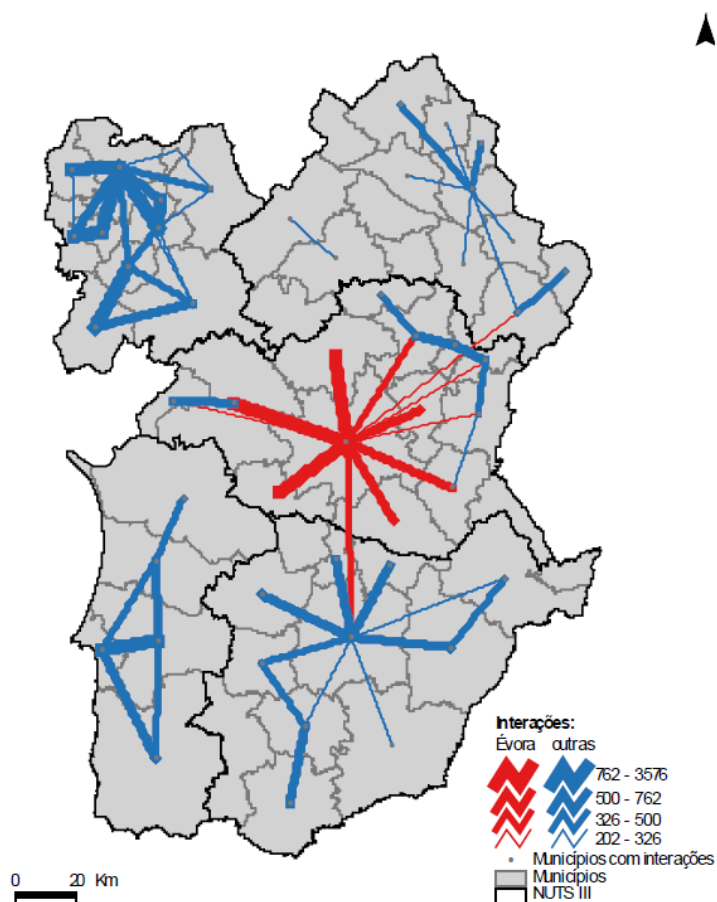 Interações:
Évora outras
762 - 3576
500 - 762
326 - 500
202 - 326
Municípios com interações
Municípios
NUTS III
0 20 Km